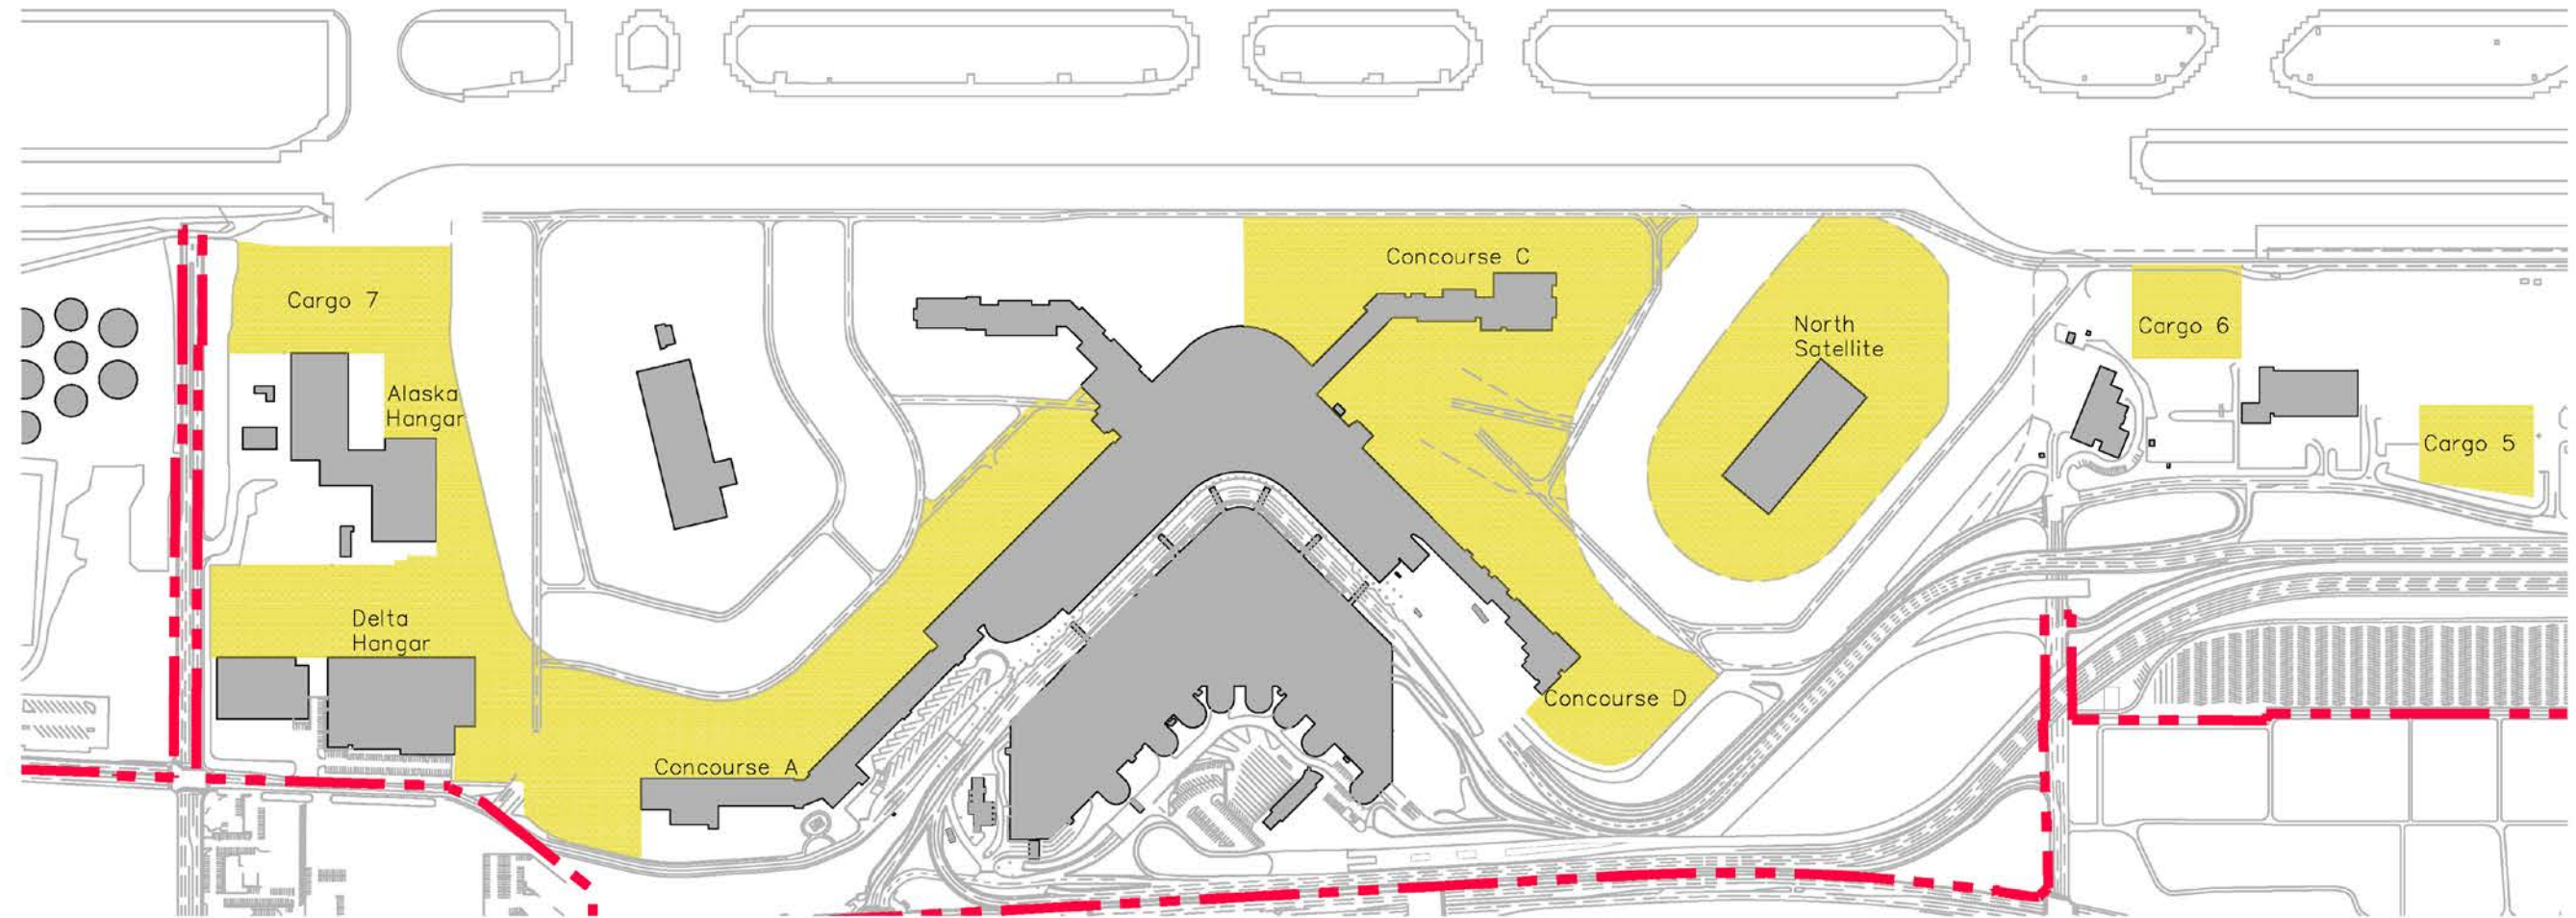 Concourse C
Cargo 7
North
Satellite
Cargo 6
Alaska
Hangar
Cargo 5
Delta
Hangar
Concourse D
Concourse A